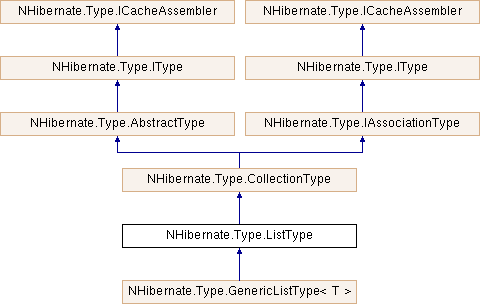 NHibernate.Type.ICacheAssembler
NHibernate.Type.ICacheAssembler
NHibernate.Type.IType
NHibernate.Type.IType
NHibernate.Type.AbstractType
NHibernate.Type.IAssociationType
NHibernate.Type.CollectionType
NHibernate.Type.ListType
NHibernate.Type.GenericListType< T >